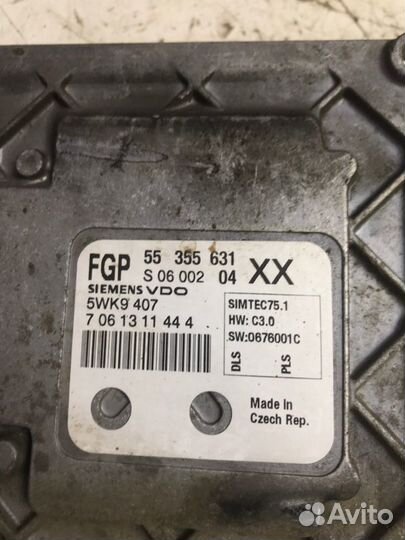 FGP 55 355 631
S 06 002 04 XX
SIEMENS VDO
5WK9 407
7 06 13 11 44 4
SIMTEC75.1
HW: C3.0
SW:0676001C
DLS
PLS
Made in
Czech Rep.
Avito